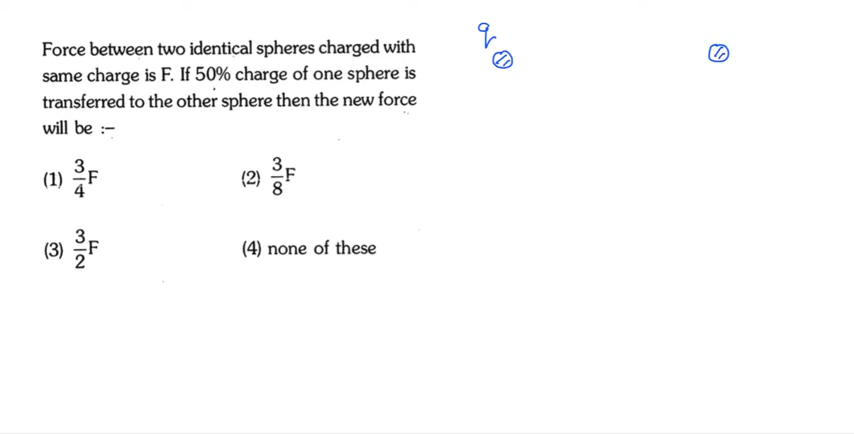 Force between two identical spheres charged with
same charge is F. If 50% charge of one sphere is
transferred to the other sphere then the new force
will be :–
(1) 3/4 F (2) 3/8 F
(3) 3/2 F (4) none of these
q